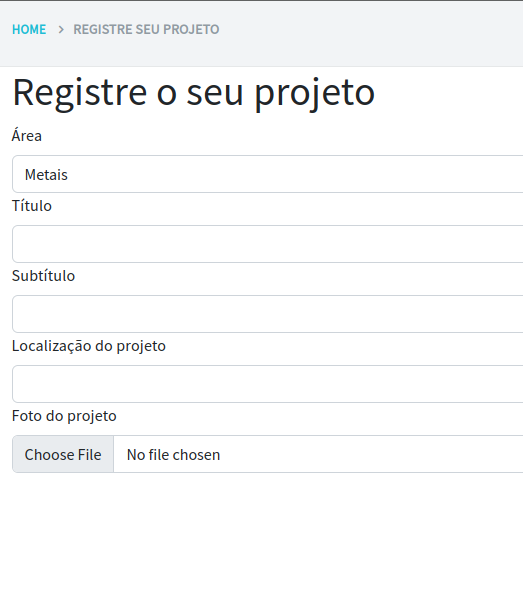 HOME > REGISTRE SEU PROJETO
Registre o seu projeto
Área
Metais
Título
Subtítulo
Localização do projeto
Foto do projeto
Choose File No file chosen